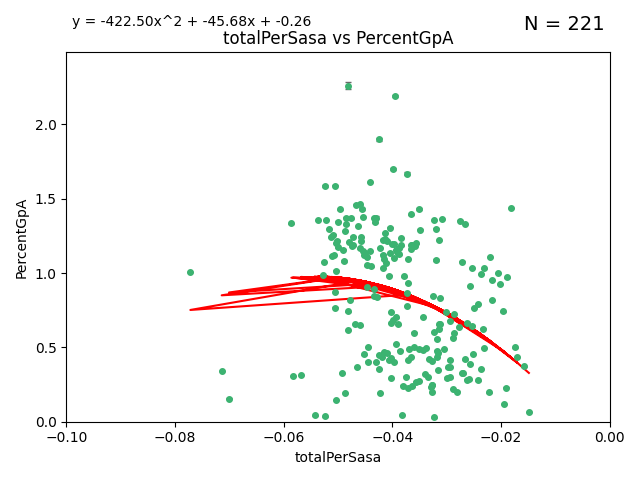 y = -422.50x^2 + -45.68x + -0.26
N = 221
totalPerSasa vs PercentGpA
PercentGpA
2.0
1.5
1.0
0.5
0.0
−0.10
−0.08
−0.06
−0.04
−0.02
0.00
totalPerSasa